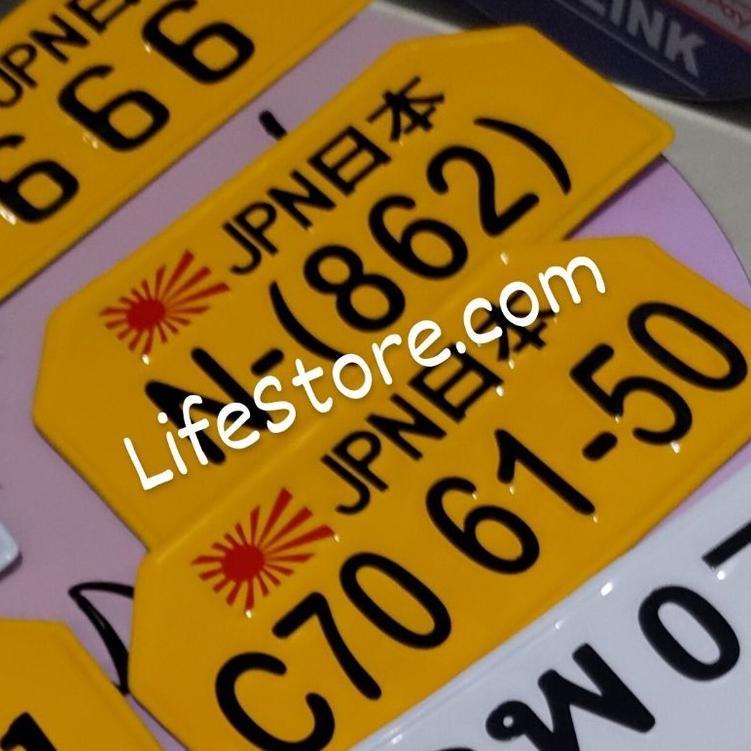 JPN日
666
LINK
JPN日本
N-(862)
LifeStore.com
JPN日本
C70 61-50